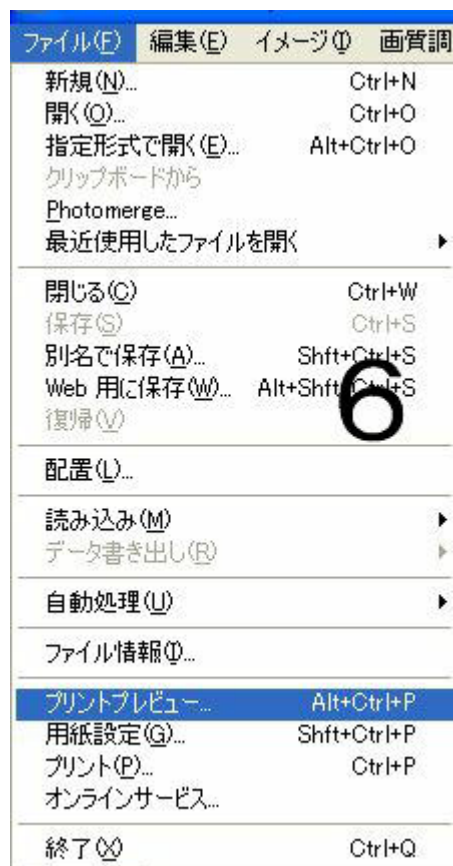 ファイル(F) 編集(E) イメージ(I) 画質調
新規(N)... Ctrl+N
開く(O)... Ctrl+O
指定形式で開く(E)... Alt+Ctrl+O
クリップボードから
Photomerge...
最近使用したファイルを開く
閉じる(C) Ctrl+W
保存(S) Ctrl+S
別名で保存(A)... Shft+Ctrl+S
Web 用に保存(W)... Alt+Shft+Ctrl+S
6
復帰(V)
配置(L)...
読み込み(M)
データ書き出し(R)
自動処理(U)
ファイル情報(I)...
プリントプレビュー... Alt+Ctrl+P
用紙設定(G)... Shft+Ctrl+P
プリント(P)... Ctrl+P
オンラインサービス...
終了(X) Ctrl+Q